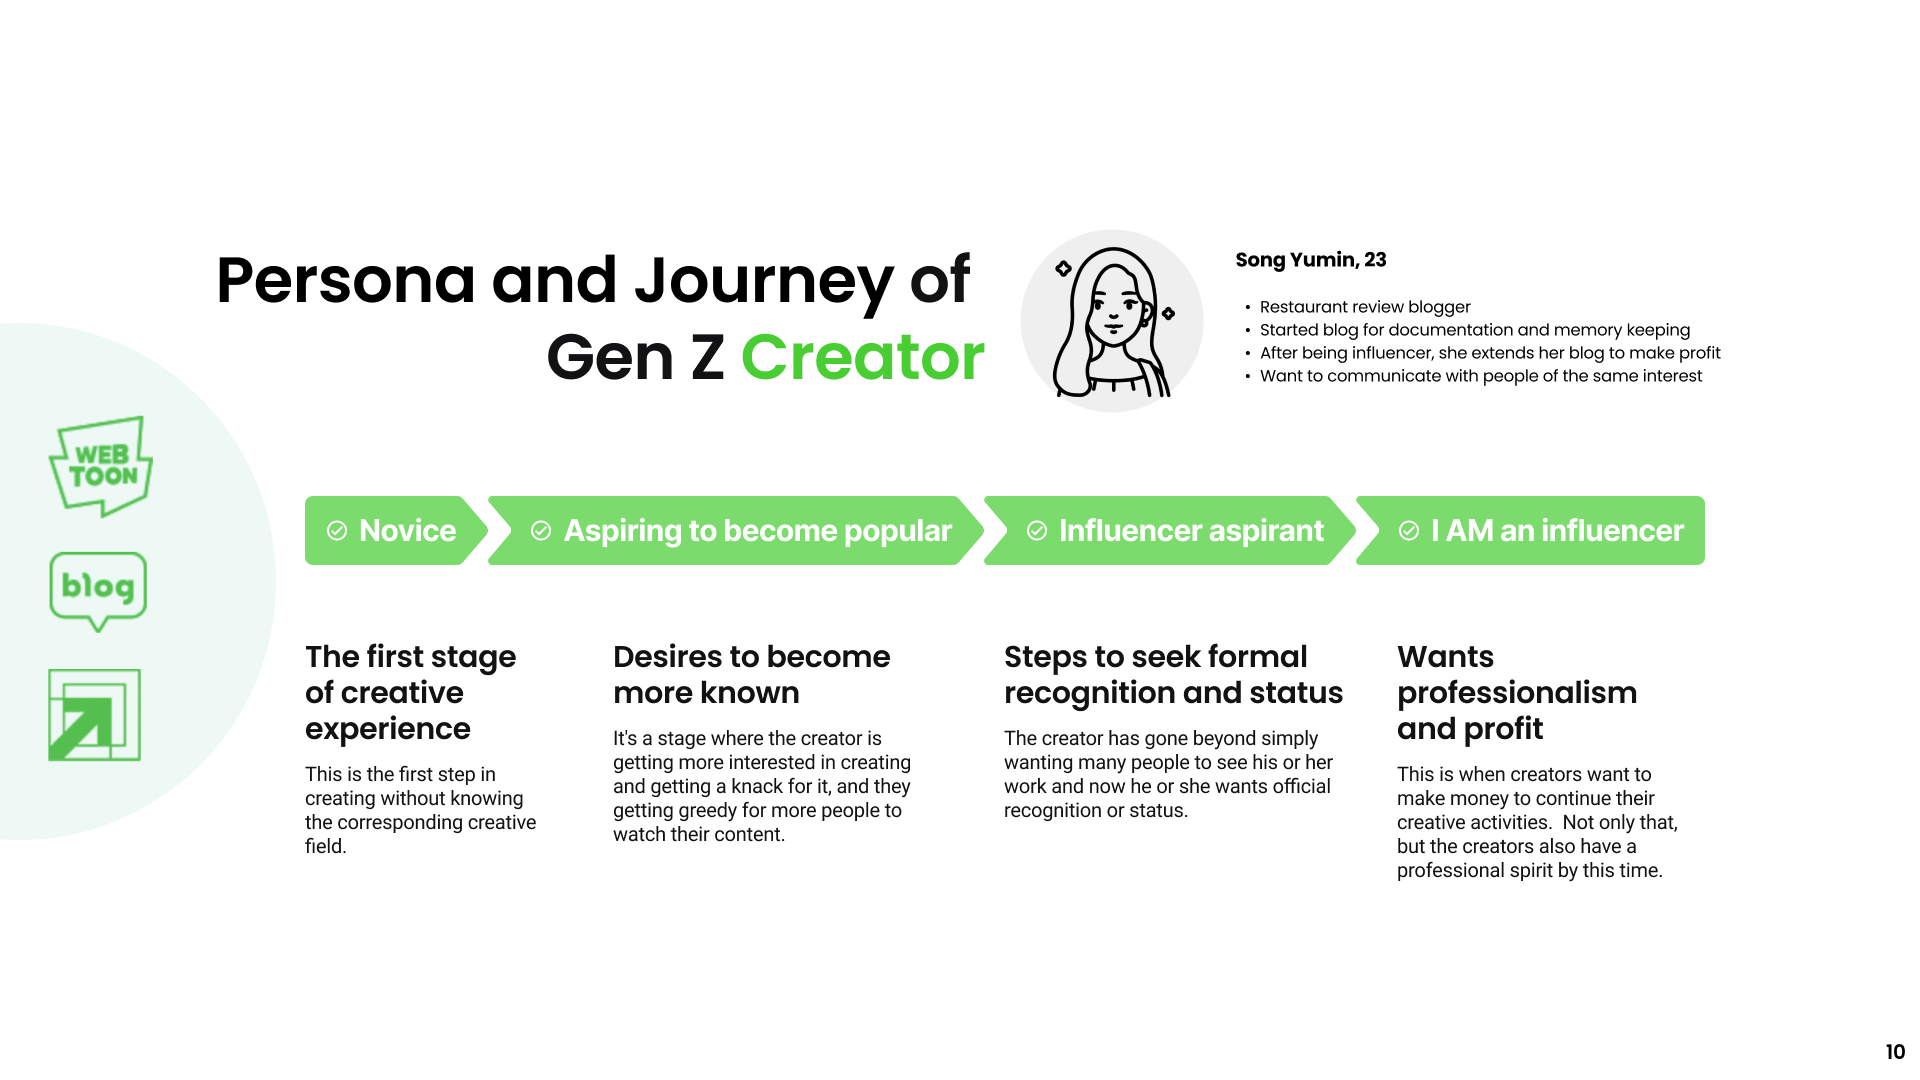 Persona and Journey of
Gen Z Creator
Song Yumin, 23
• Restaurant review blogger
• Started blog for documentation and memory keeping
• After being influencer, she extends her blog to make profit
• Want to communicate with people of the same interest
WEB
TOON
blog
Novice
Aspiring to become popular
Influencer aspirant
I AM an influencer
The first stage
of creative
experience
This is the first step in
creating without knowing
the corresponding creative
field.
Desires to become
more known
It's a stage where the creator is
getting more interested in creating
and getting a knack for it, and they
getting greedy for more people to
watch their content.
Steps to seek formal
recognition and status
The creator has gone beyond simply
wanting many people to see his or her
work and now he or she wants official
recognition or status.
Wants
professionalism
and profit
This is when creators want to
make money to continue their
creative activities.  Not only that,
but the creators also have a
professional spirit by this time.
10